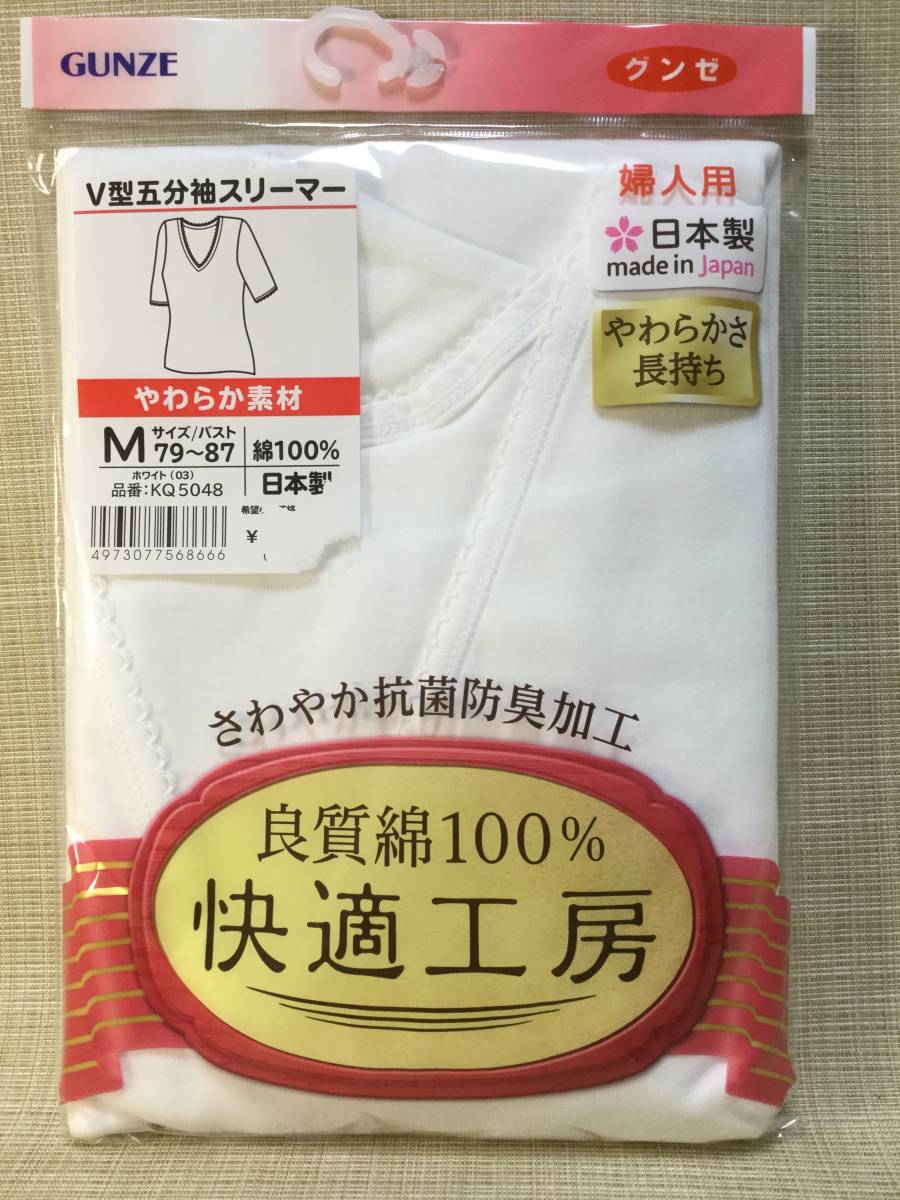 GUNZE
グンゼ
V型五分袖スリーマー
やわらか素材
M サイズ/バスト 79〜87
綿100%
ホワイト(03)
品番:KQ5048
日本製
希望
¥
4973077568666
婦人用
日本製
made in Japan
やわらかさ
長持ち
さわやか抗菌防臭加工
良質綿100%
快適工房